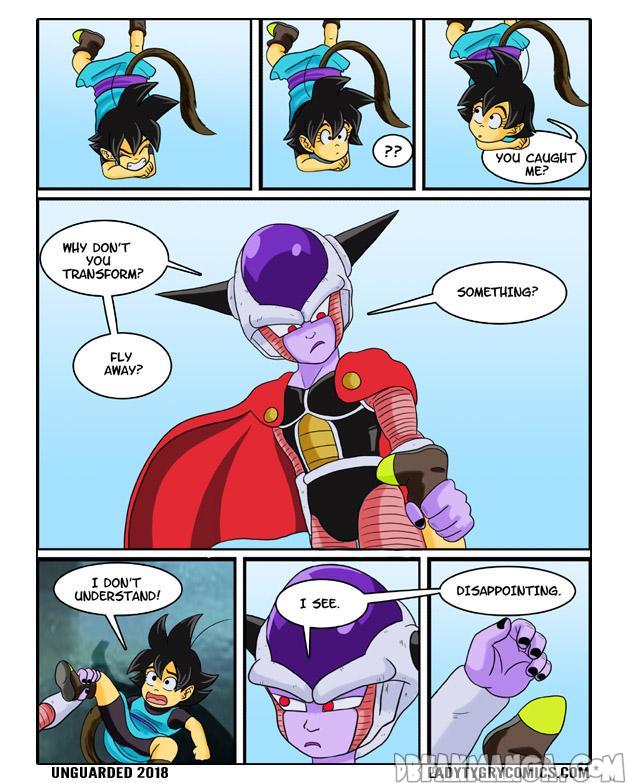 ??
YOU CAUGHT
ME?
WHY DON'T
YOU
TRANSFORM?
FLY
AWAY?
SOMETHING?
I DON'T
UNDERSTAND!
I SEE.
DISAPPOINTING.
UNGUARDED 2018
LADYTYGRYCOMICS.COM
DBFANMANGA.COM